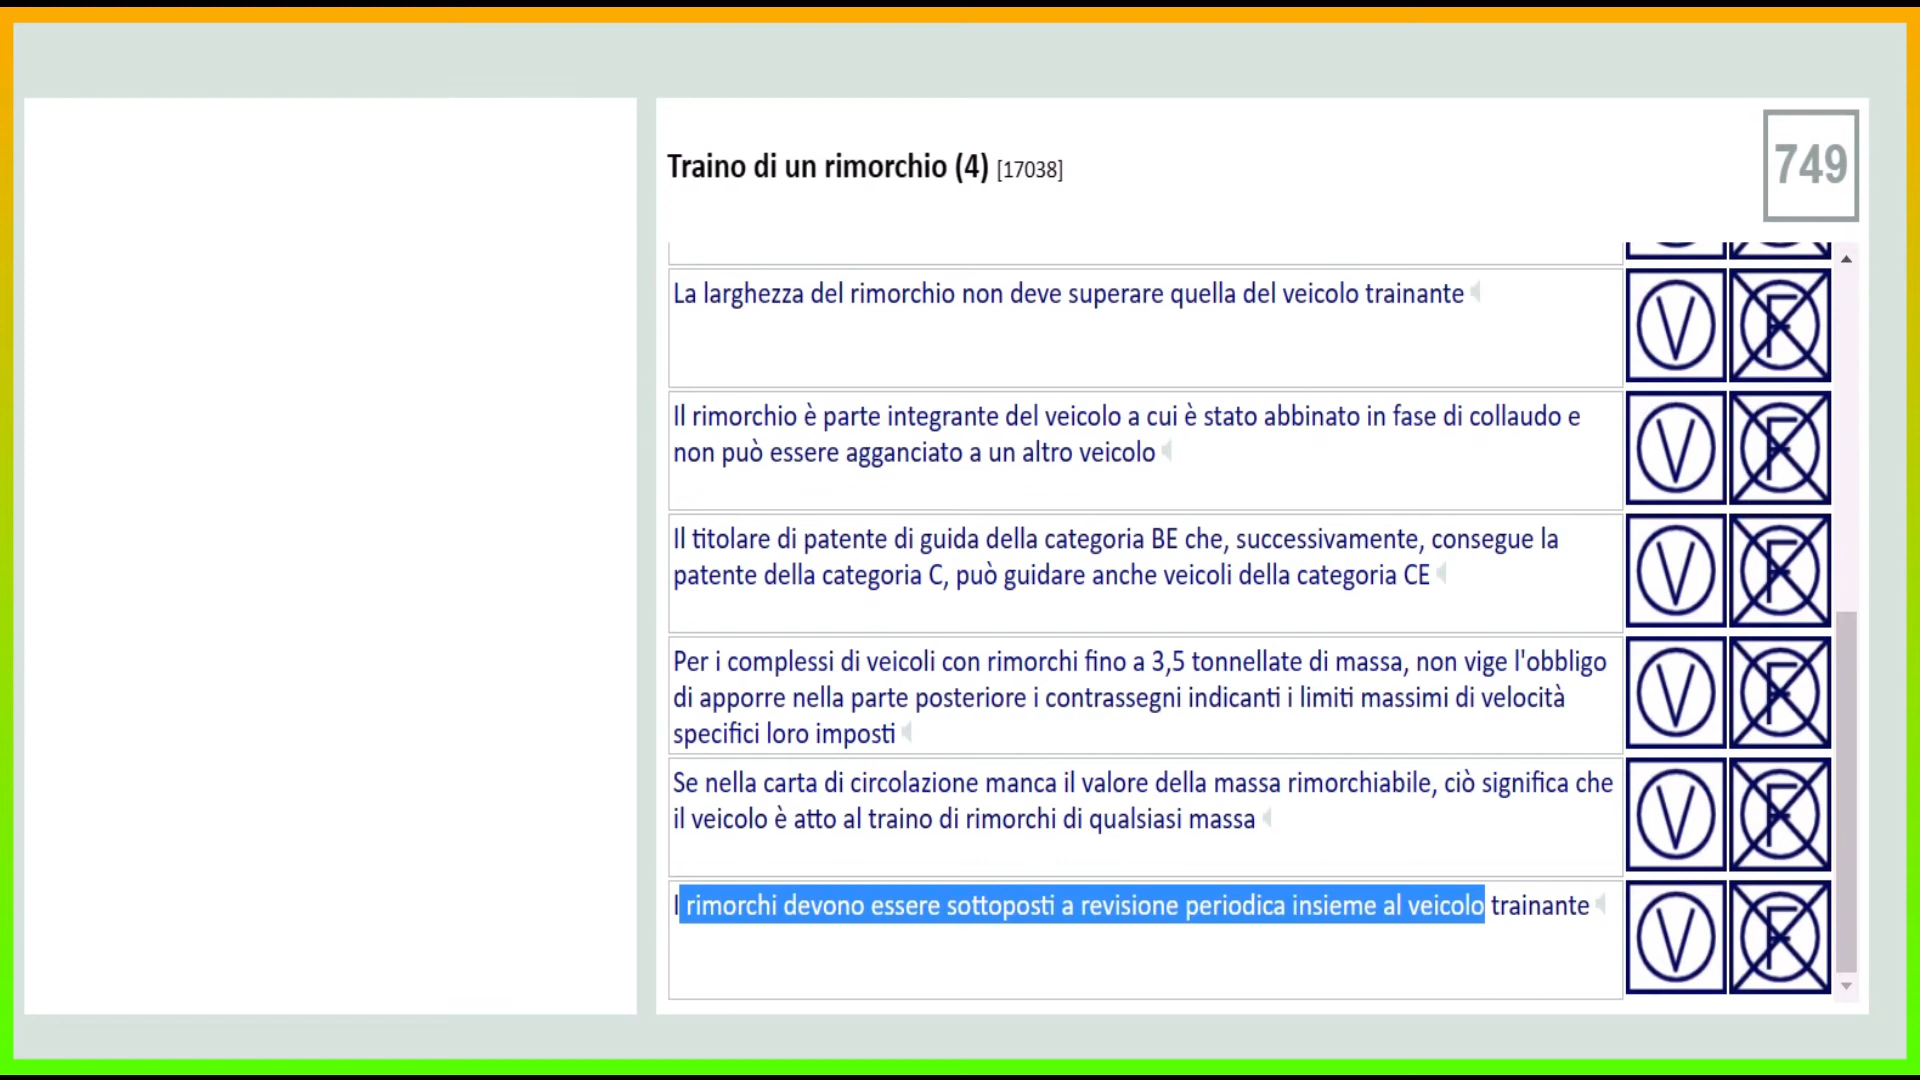 Traino di un rimorchio (4) [17038]
749
La larghezza del rimorchio non deve superare quella del veicolo trainante
V F
Il rimorchio è parte integrante del veicolo a cui è stato abbinato in fase di collaudo e
non può essere agganciato a un altro veicolo
V F
Il titolare di patente di guida della categoria BE che, successivamente, consegue la
patente della categoria C, può guidare anche veicoli della categoria CE
V F
Per i complessi di veicoli con rimorchi fino a 3,5 tonnellate di massa, non vige l'obbligo
di apporre nella parte posteriore i contrassegni indicanti i limiti massimi di velocità
specifici loro imposti
V F
Se nella carta di circolazione manca il valore della massa rimorchiabile, ciò significa che
il veicolo è atto al traino di rimorchi di qualsiasi massa
V F
I rimorchi devono essere sottoposti a revisione periodica insieme al veicolo trainante
V F